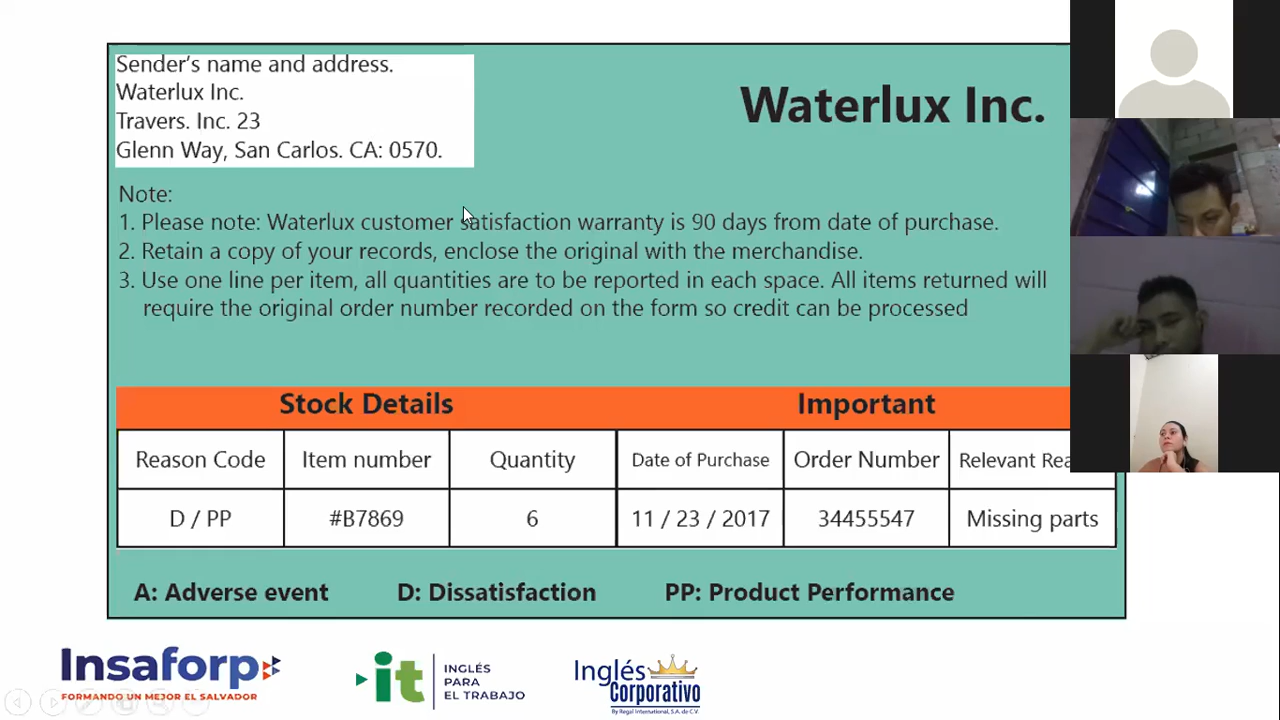 Sender's name and address.
Waterlux Inc.
Travers. Inc. 23
Glenn Way, San Carlos. CA: 0570.
Waterlux Inc.
Note:
1. Please note: Waterlux customer satisfaction warranty is 90 days from date of purchase.
2. Retain a copy of your records, enclose the original with the merchandise.
3. Use one line per item, all quantities are to be reported in each space. All items returned will
require the original order number recorded on the form so credit can be processed
Stock Details Important
Reason Code Item number Quantity Date of Purchase Order Number Relevant
D / PP #B7869 6 11 / 23 / 2017 34455547 Missing parts
A: Adverse event D: Dissatisfaction PP: Product Performance
Insaforp
FORMANDO UN MEJOR EL SALVADOR
it
INGLÉS
PARA
EL TRABAJO
Inglés
Corporativo
By Regal International, S.A. de C.V.